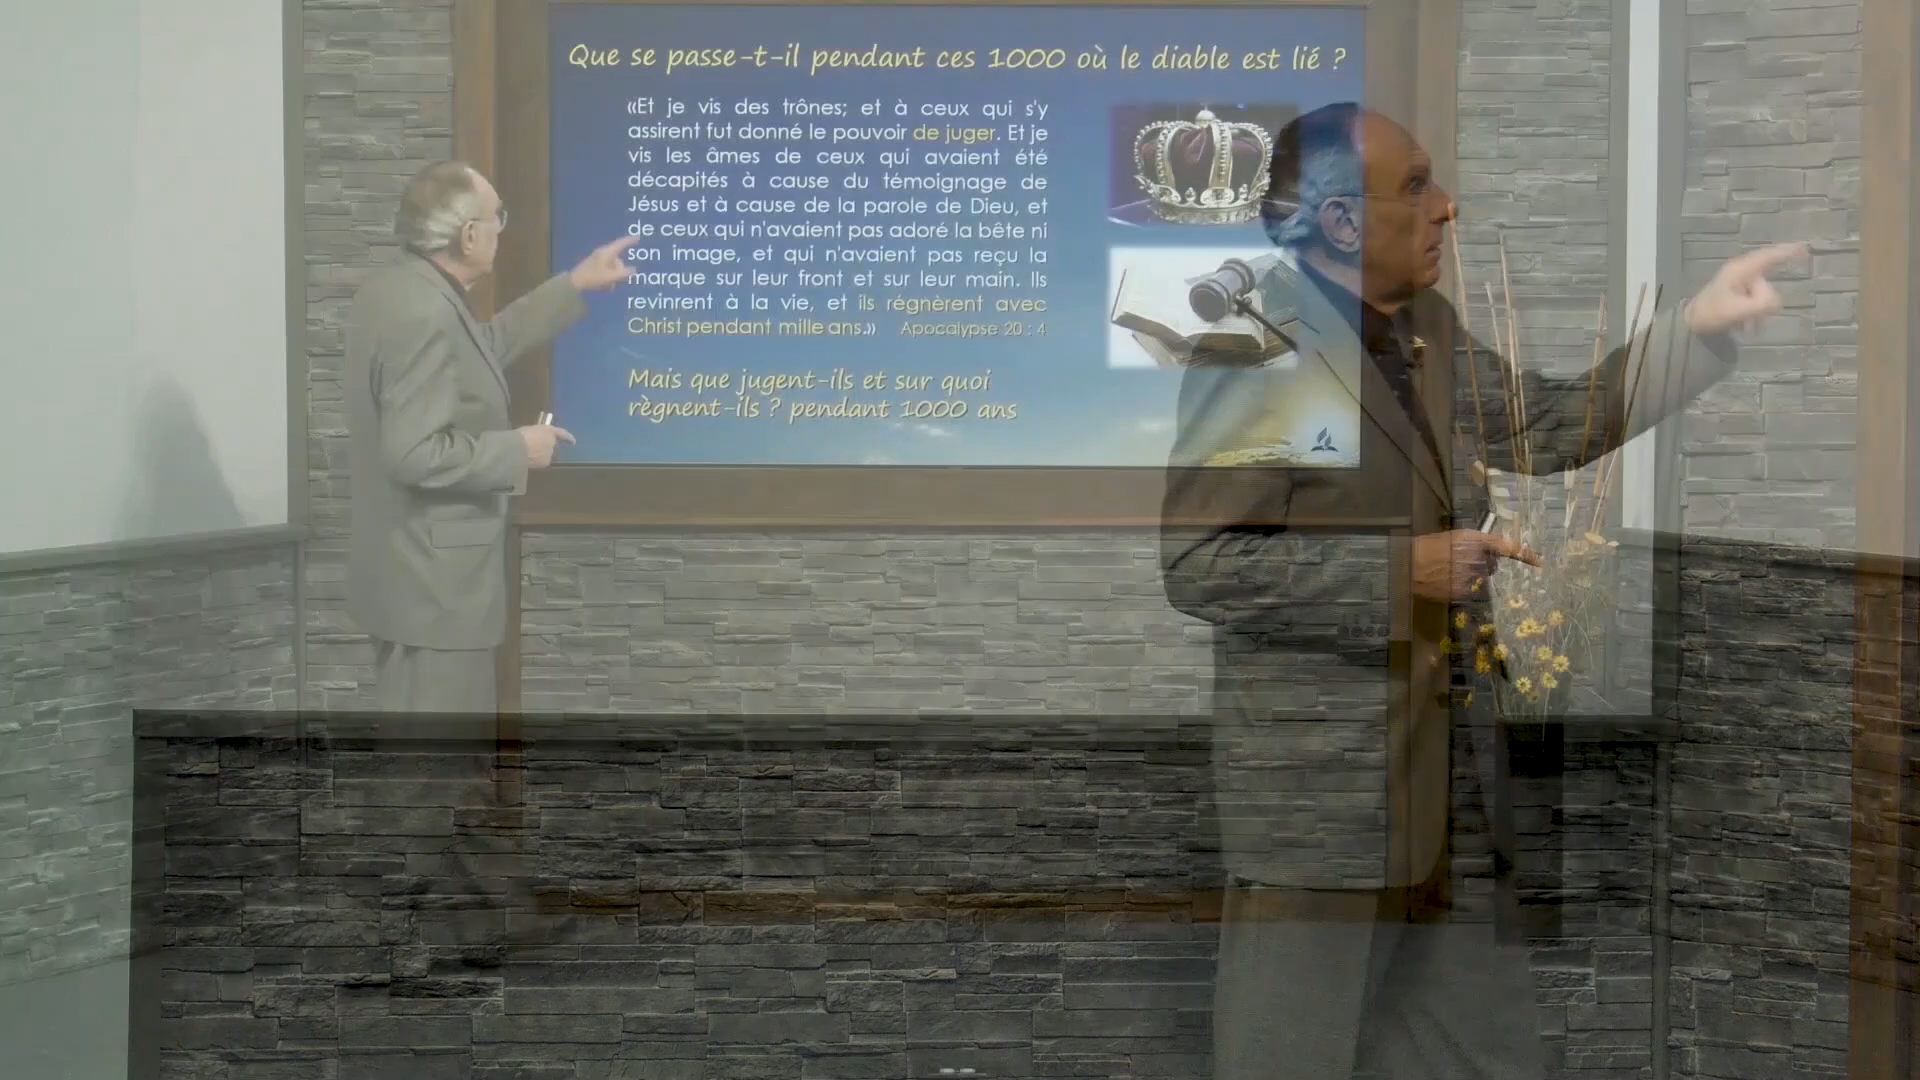 Que se passe-t-il pendant ces 1000 où le diable est lié ?
«Et je vis des trônes; et à ceux qui s'y
assirent fut donné le pouvoir de juger. Et je
vis les âmes de ceux qui avaient été
décapités à cause du témoignage de
Jésus et à cause de la parole de Dieu, et
de ceux qui n'avaient pas adoré la bête ni
son image, et qui n'avaient pas reçu la
marque sur leur front et sur leur main. Ils
revinrent à la vie, et ils régnèrent avec
Christ pendant mille ans.» Apocalypse 20 : 4
Mais que jugent-ils et sur quoi
règnent-ils ? pendant 1000 ans